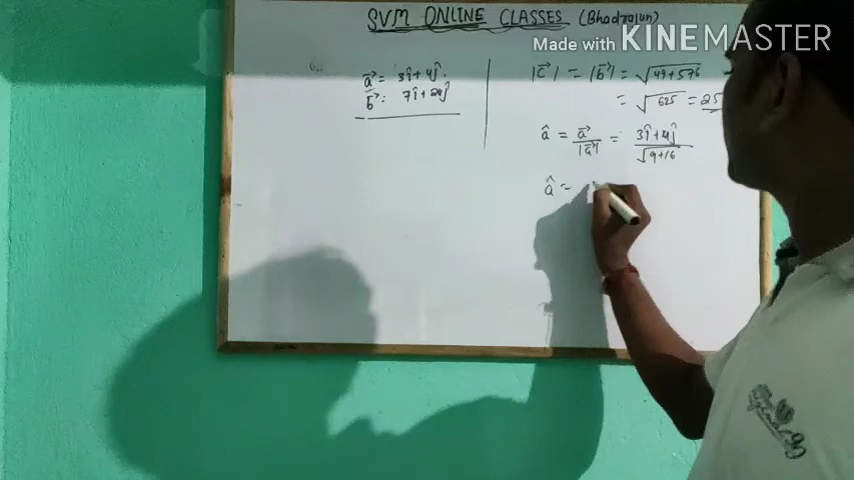 SVM ONLINE CLASSES (Bhadrajun)
Made with KINEMASTER
a⃗ = 3î+4ĵ
b⃗ = 7î+24ĵ
|c⃗| = |b⃗| = √49+576
= √625 = 25
â = a⃗/|a⃗| = 3î+4ĵ/√9+16
â =